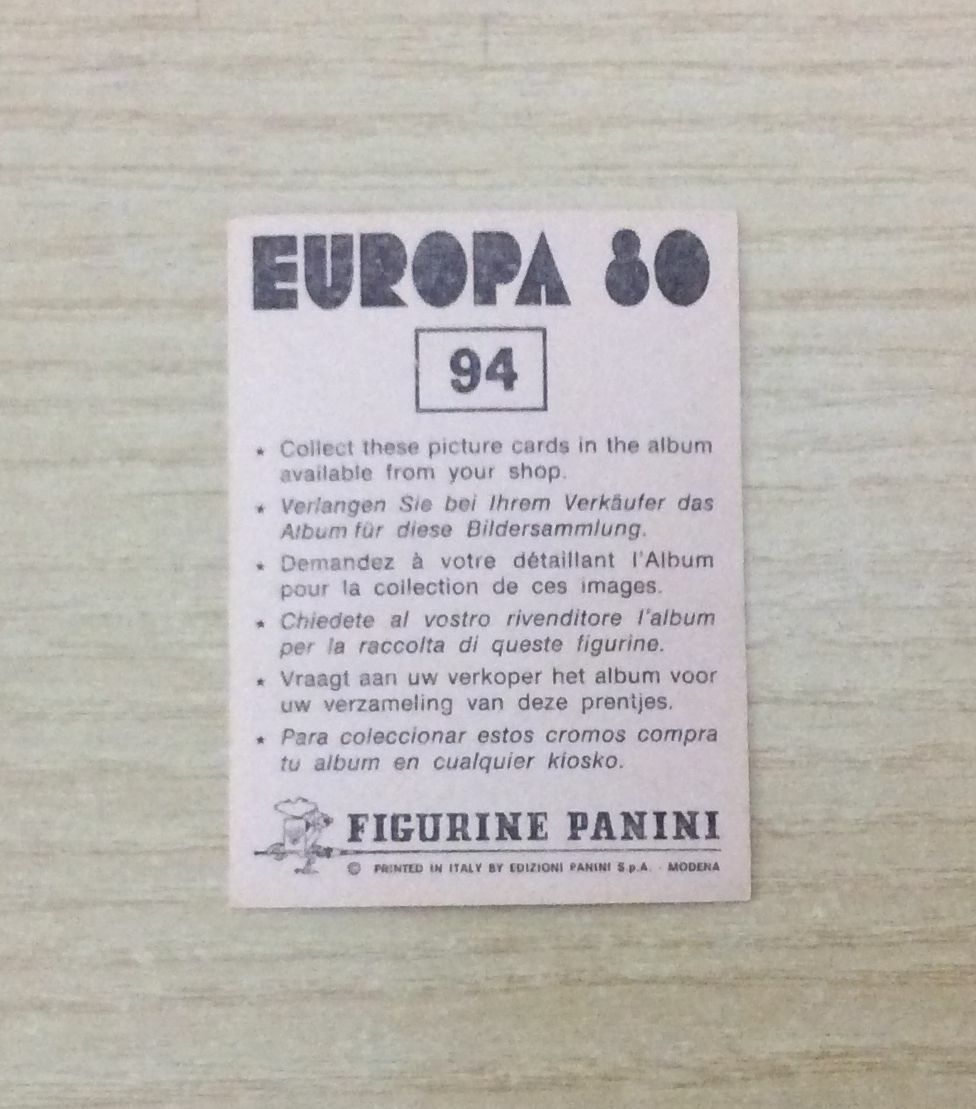 EUROPA 80
94
★ Collect these picture cards in the album
available from your shop.
★ Verlangen Sie bei Ihrem Verkäufer das
Album für diese Bildersammlung.
★ Demandez à votre détaillant l'Album
pour la collection de ces images.
★ Chiedete al vostro rivenditore l'album
per la raccolta di queste figurine.
★ Vraagt aan uw verkoper het album voor
uw verzameling van deze prentjes.
★ Para coleccionar estos cromos compra
tu album en cualquier kiosko.
FIGURINE PANINI
© PRINTED IN ITALY BY EDIZIONI PANINI S.p.A. - MODENA